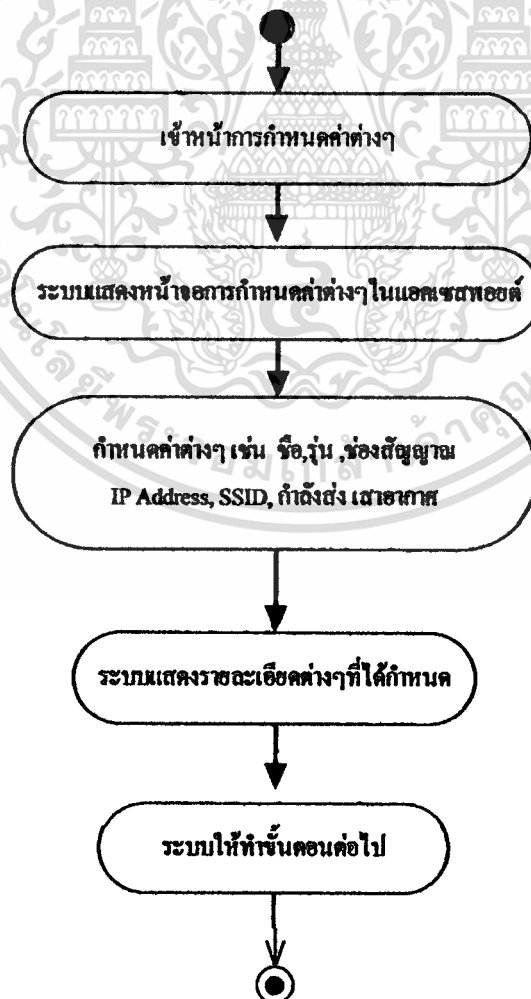 เข้าหน้าการกำหนดค่าต่างๆ
ระบบแสดงหน้าจอการกำหนดค่าต่างๆในแอคเซสพอยต์
กำหนดค่าต่างๆ เช่น ชื่อ,รุ่น ,ช่องสัญญาณ
IP Address, SSID, กำลังส่ง เสาอากาศ
ระบบแสดงรายละเอียดต่างๆที่ได้กำหนด
ระบบให้ทำขั้นตอนต่อไป